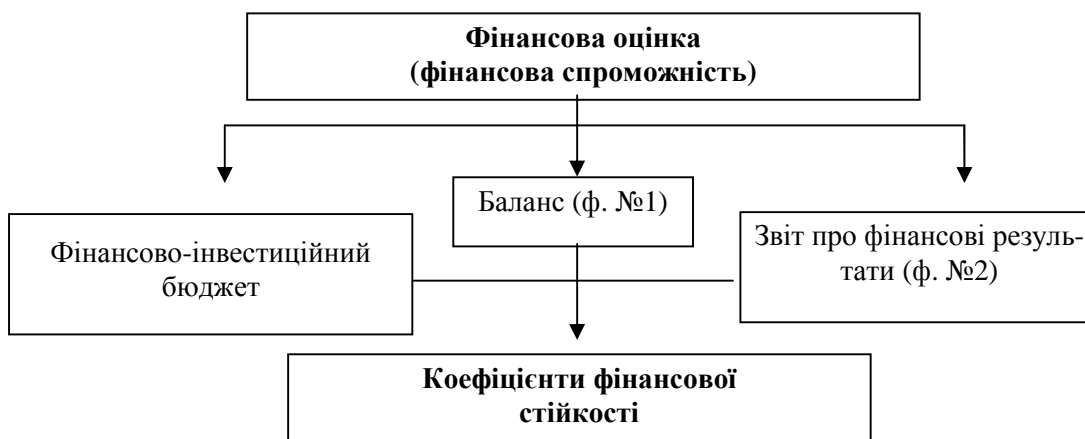 Фінансова оцінка
(фінансова спроможність)
Баланс (ф. №1)
Фінансово-інвестиційний
бюджет
Звіт про фінансові резуль-
тати (ф. №2)
Коефіцієнти фінансової
стійкості